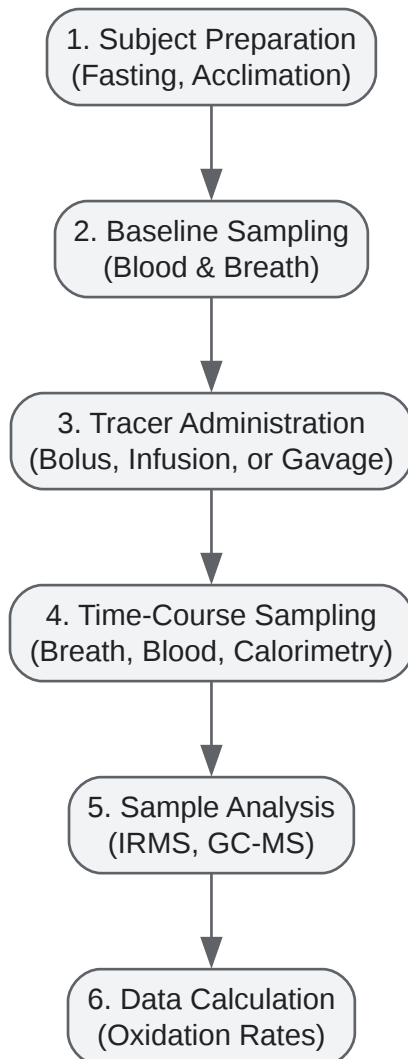 1. Subject Preparation
(Fasting, Acclimation)
2. Baseline Sampling
(Blood & Breath)
3. Tracer Administration
(Bolus, Infusion, or Gavage)
4. Time-Course Sampling
(Breath, Blood, Calorimetry)
5. Sample Analysis
(IRMS, GC-MS)
6. Data Calculation
(Oxidation Rates)